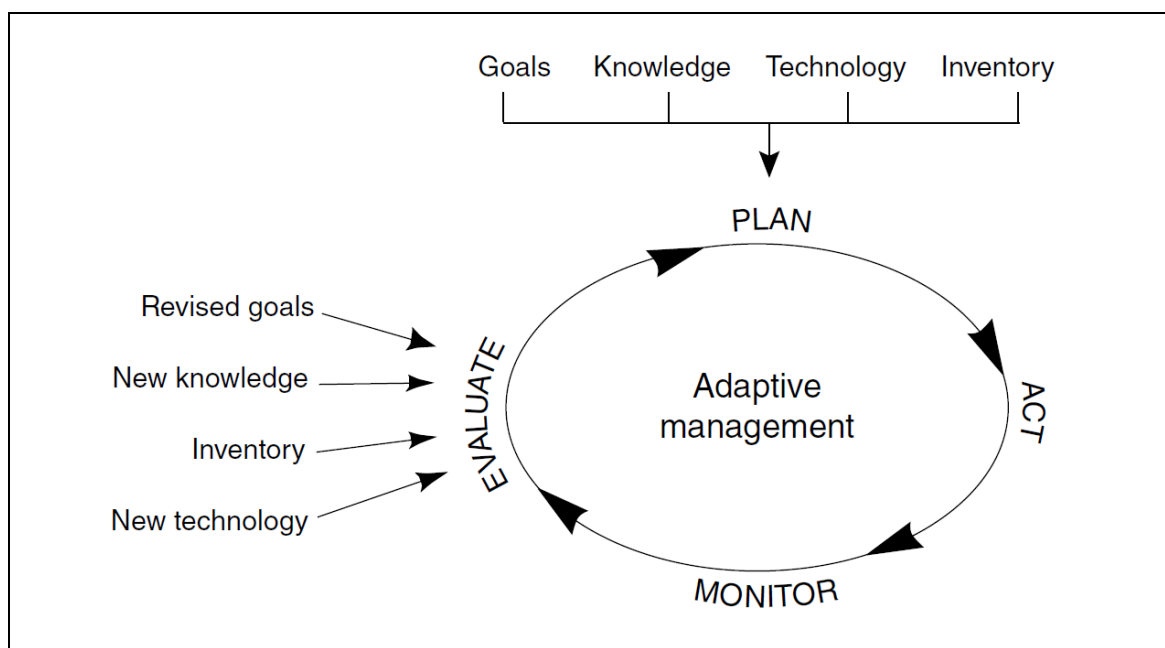 Goals Knowledge Technology Inventory
PLAN
Revised goals
New knowledge
Inventory
New technology
EVALUATE
Adaptive
management
ACT
MONITOR